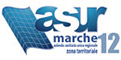 asur
marche 12
azienda sanitaria unica regionale
zona territoriale